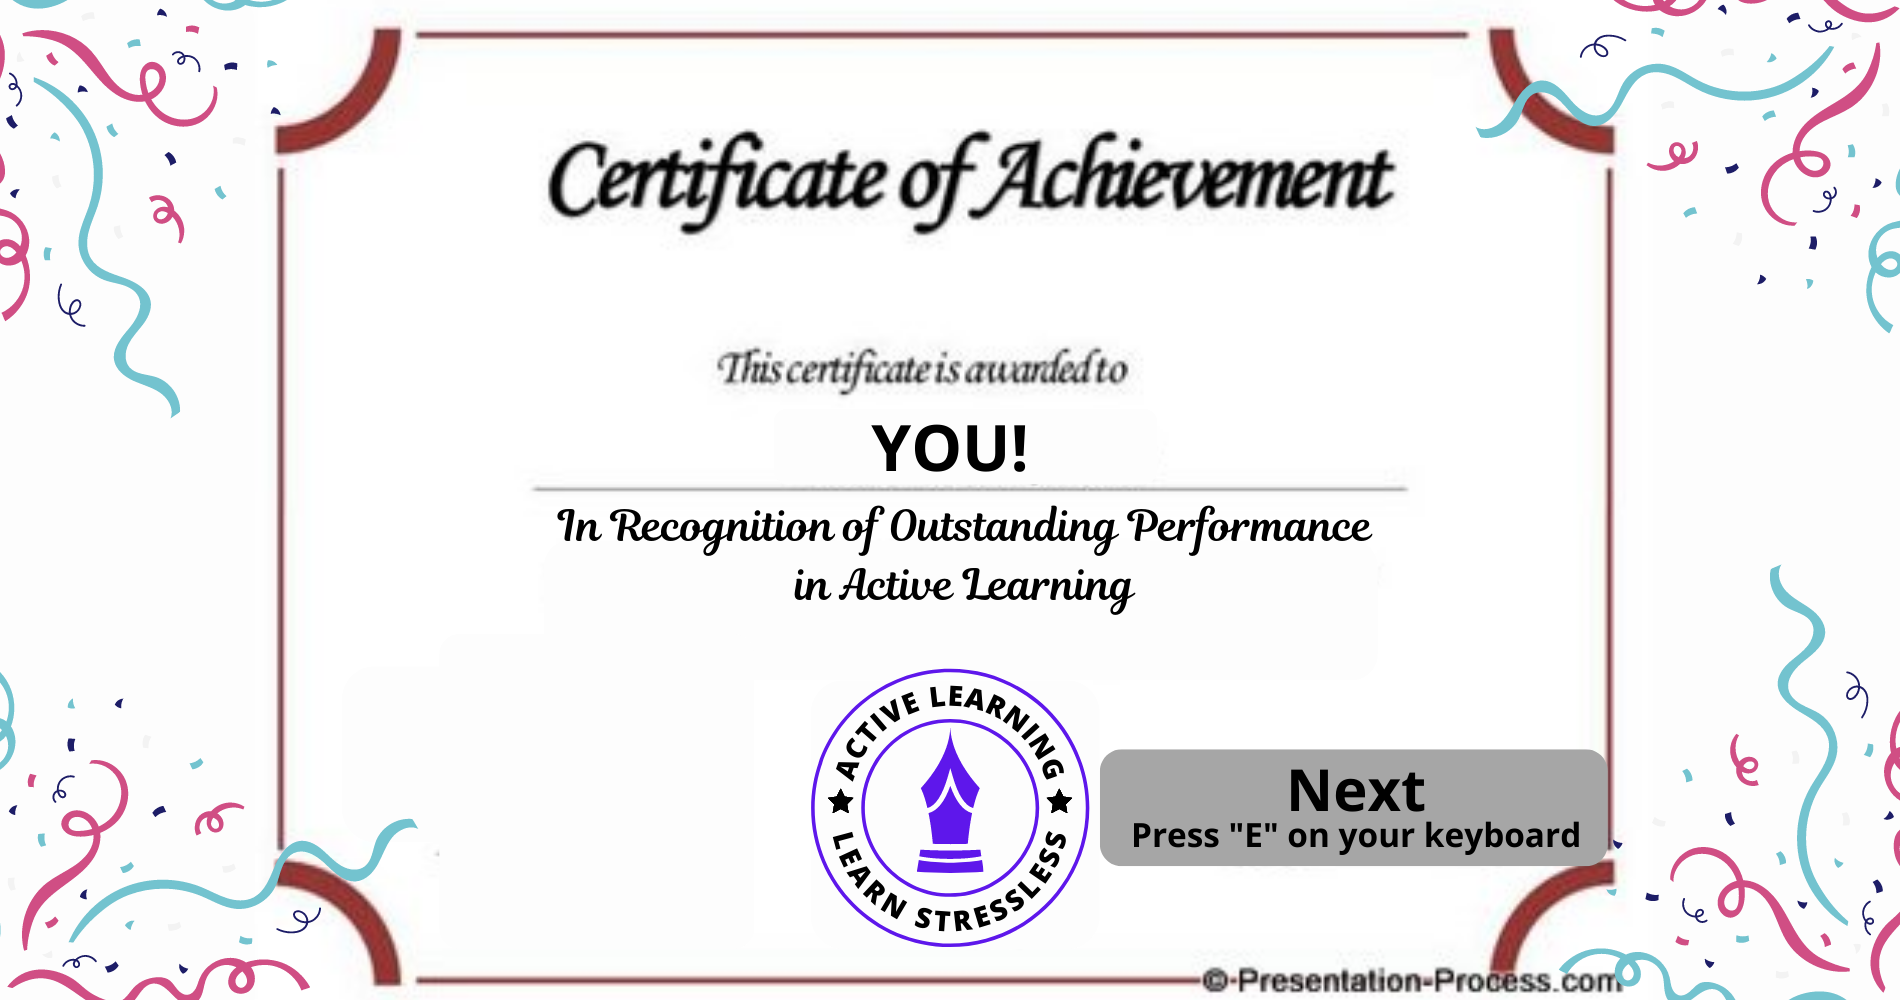 Certificate of Achievement
This certificate is awarded to
YOU!
In Recognition of Outstanding Performance
in Active Learning
ACTIVE LEARNING
LEARN STRESSLESS
Next
Press "E" on your keyboard
©-Presentation-Process.com